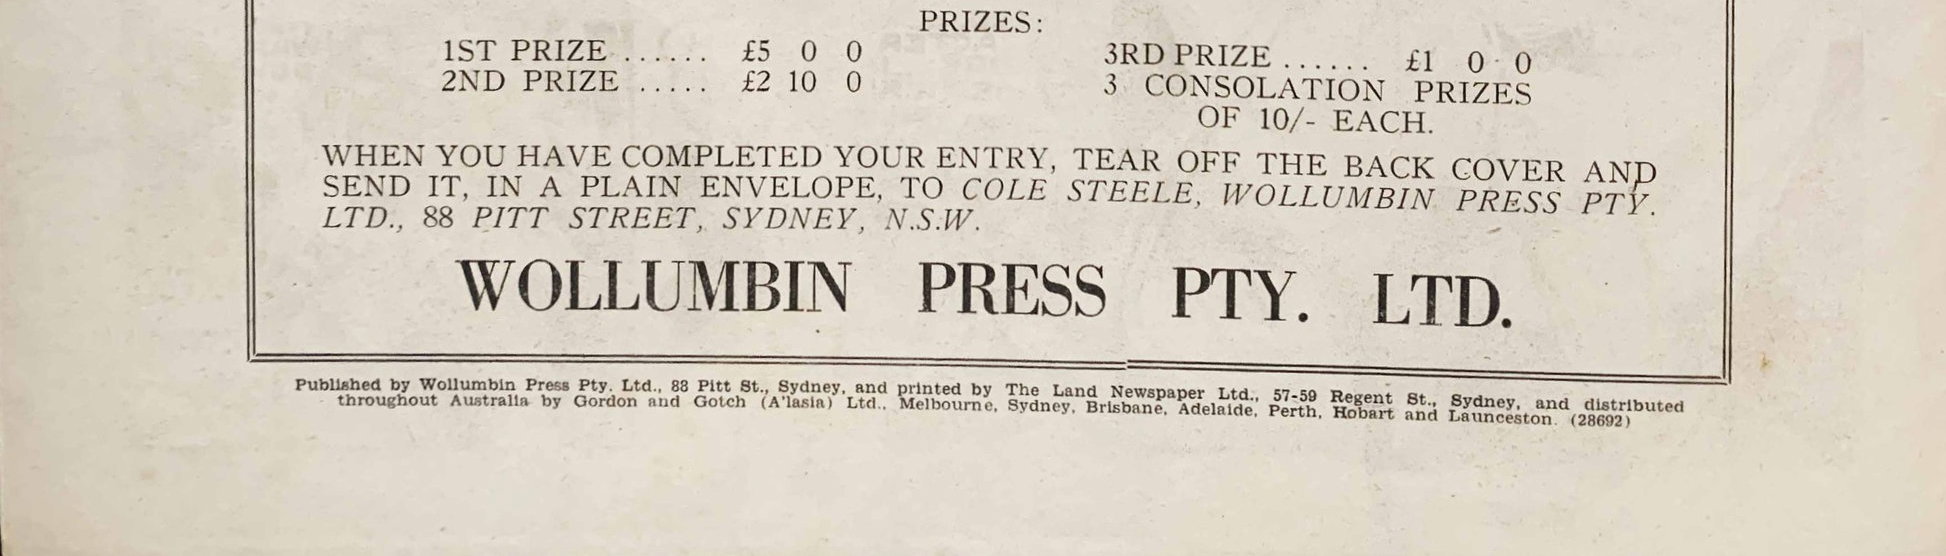 PRIZES:
1ST PRIZE ...... £5 0 0
2ND PRIZE ..... £2 10 0
3RD PRIZE ...... £1 0 0
3 CONSOLATION PRIZES
OF 10/- EACH.
WHEN YOU HAVE COMPLETED YOUR ENTRY, TEAR OFF THE BACK COVER AND
SEND IT, IN A PLAIN ENVELOPE, TO COLE STEELE, WOLLUMBIN PRESS PTY.
LTD., 88 PITT STREET, SYDNEY, N.S.W.
WOLLUMBIN PRESS PTY. LTD.
Published by Wollumbin Press Pty. Ltd., 88 Pitt St., Sydney, and printed by The Land Newspaper Ltd., 57-59 Regent St., Sydney, and distributed
throughout Australia by Gordon and Gotch (A'lasia) Ltd., Melbourne, Sydney, Brisbane, Adelaide, Perth, Hobart and Launceston. (28692)